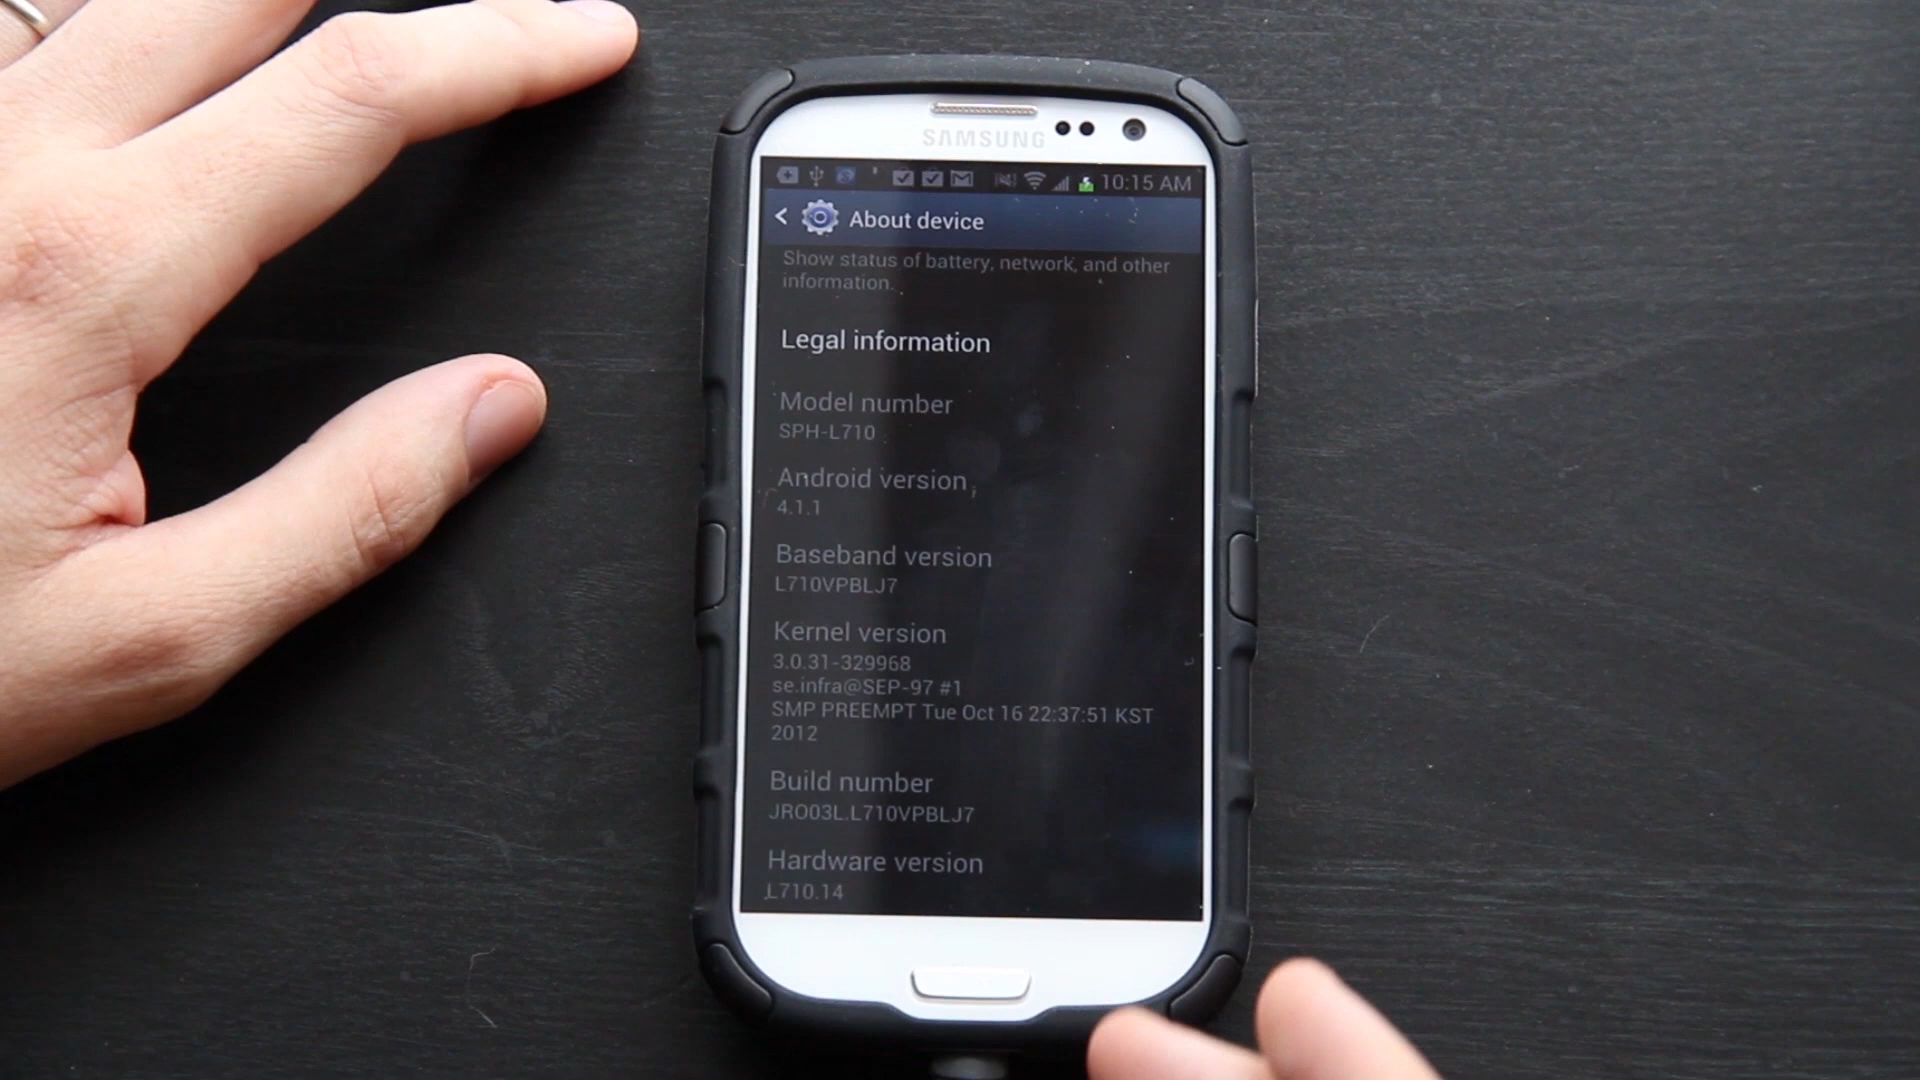 SAMSUNG
10:15 AM
About device
Show status of battery, network, and other
information.
Legal information
Model number
SPH-L710
Android version
4.1.1
Baseband version
L710VPBLJ7
Kernel version
3.0.31-329968
se.infra@SEP-97 #1
SMP PREEMPT Tue Oct 16 22:37:51 KST
2012
Build number
JRO03L.L710VPBLJ7
Hardware version
L710.14